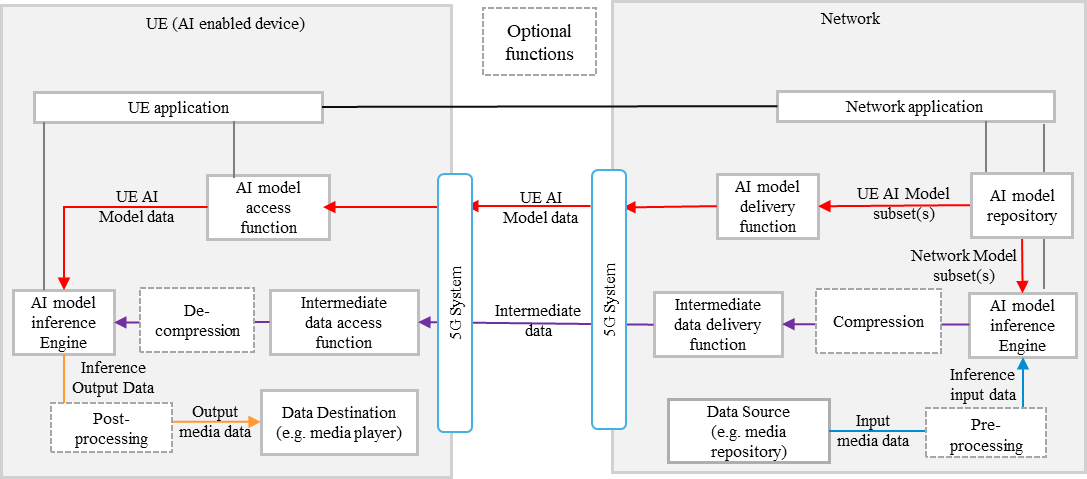 UE (AI enabled device)
Optional
functions
Network
UE application
Network application
AI model
access
function
UE AI
Model data
UE AI
Model data
AI model
delivery
function
UE AI Model
subset(s)
AI model
repository
Network Model
subset(s)
5G System
5G System
AI model
inference
Engine
De-
compression
Intermediate
data access
function
Intermediate
data
Intermediate
data delivery
function
Compression
AI model
inference
Engine
Inference
Output Data
Inference
input data
Post-
processing
Output
media data
Data Destination
(e.g. media player)
Data Source
(e.g. media
repository)
Input
media data
Pre-
processing